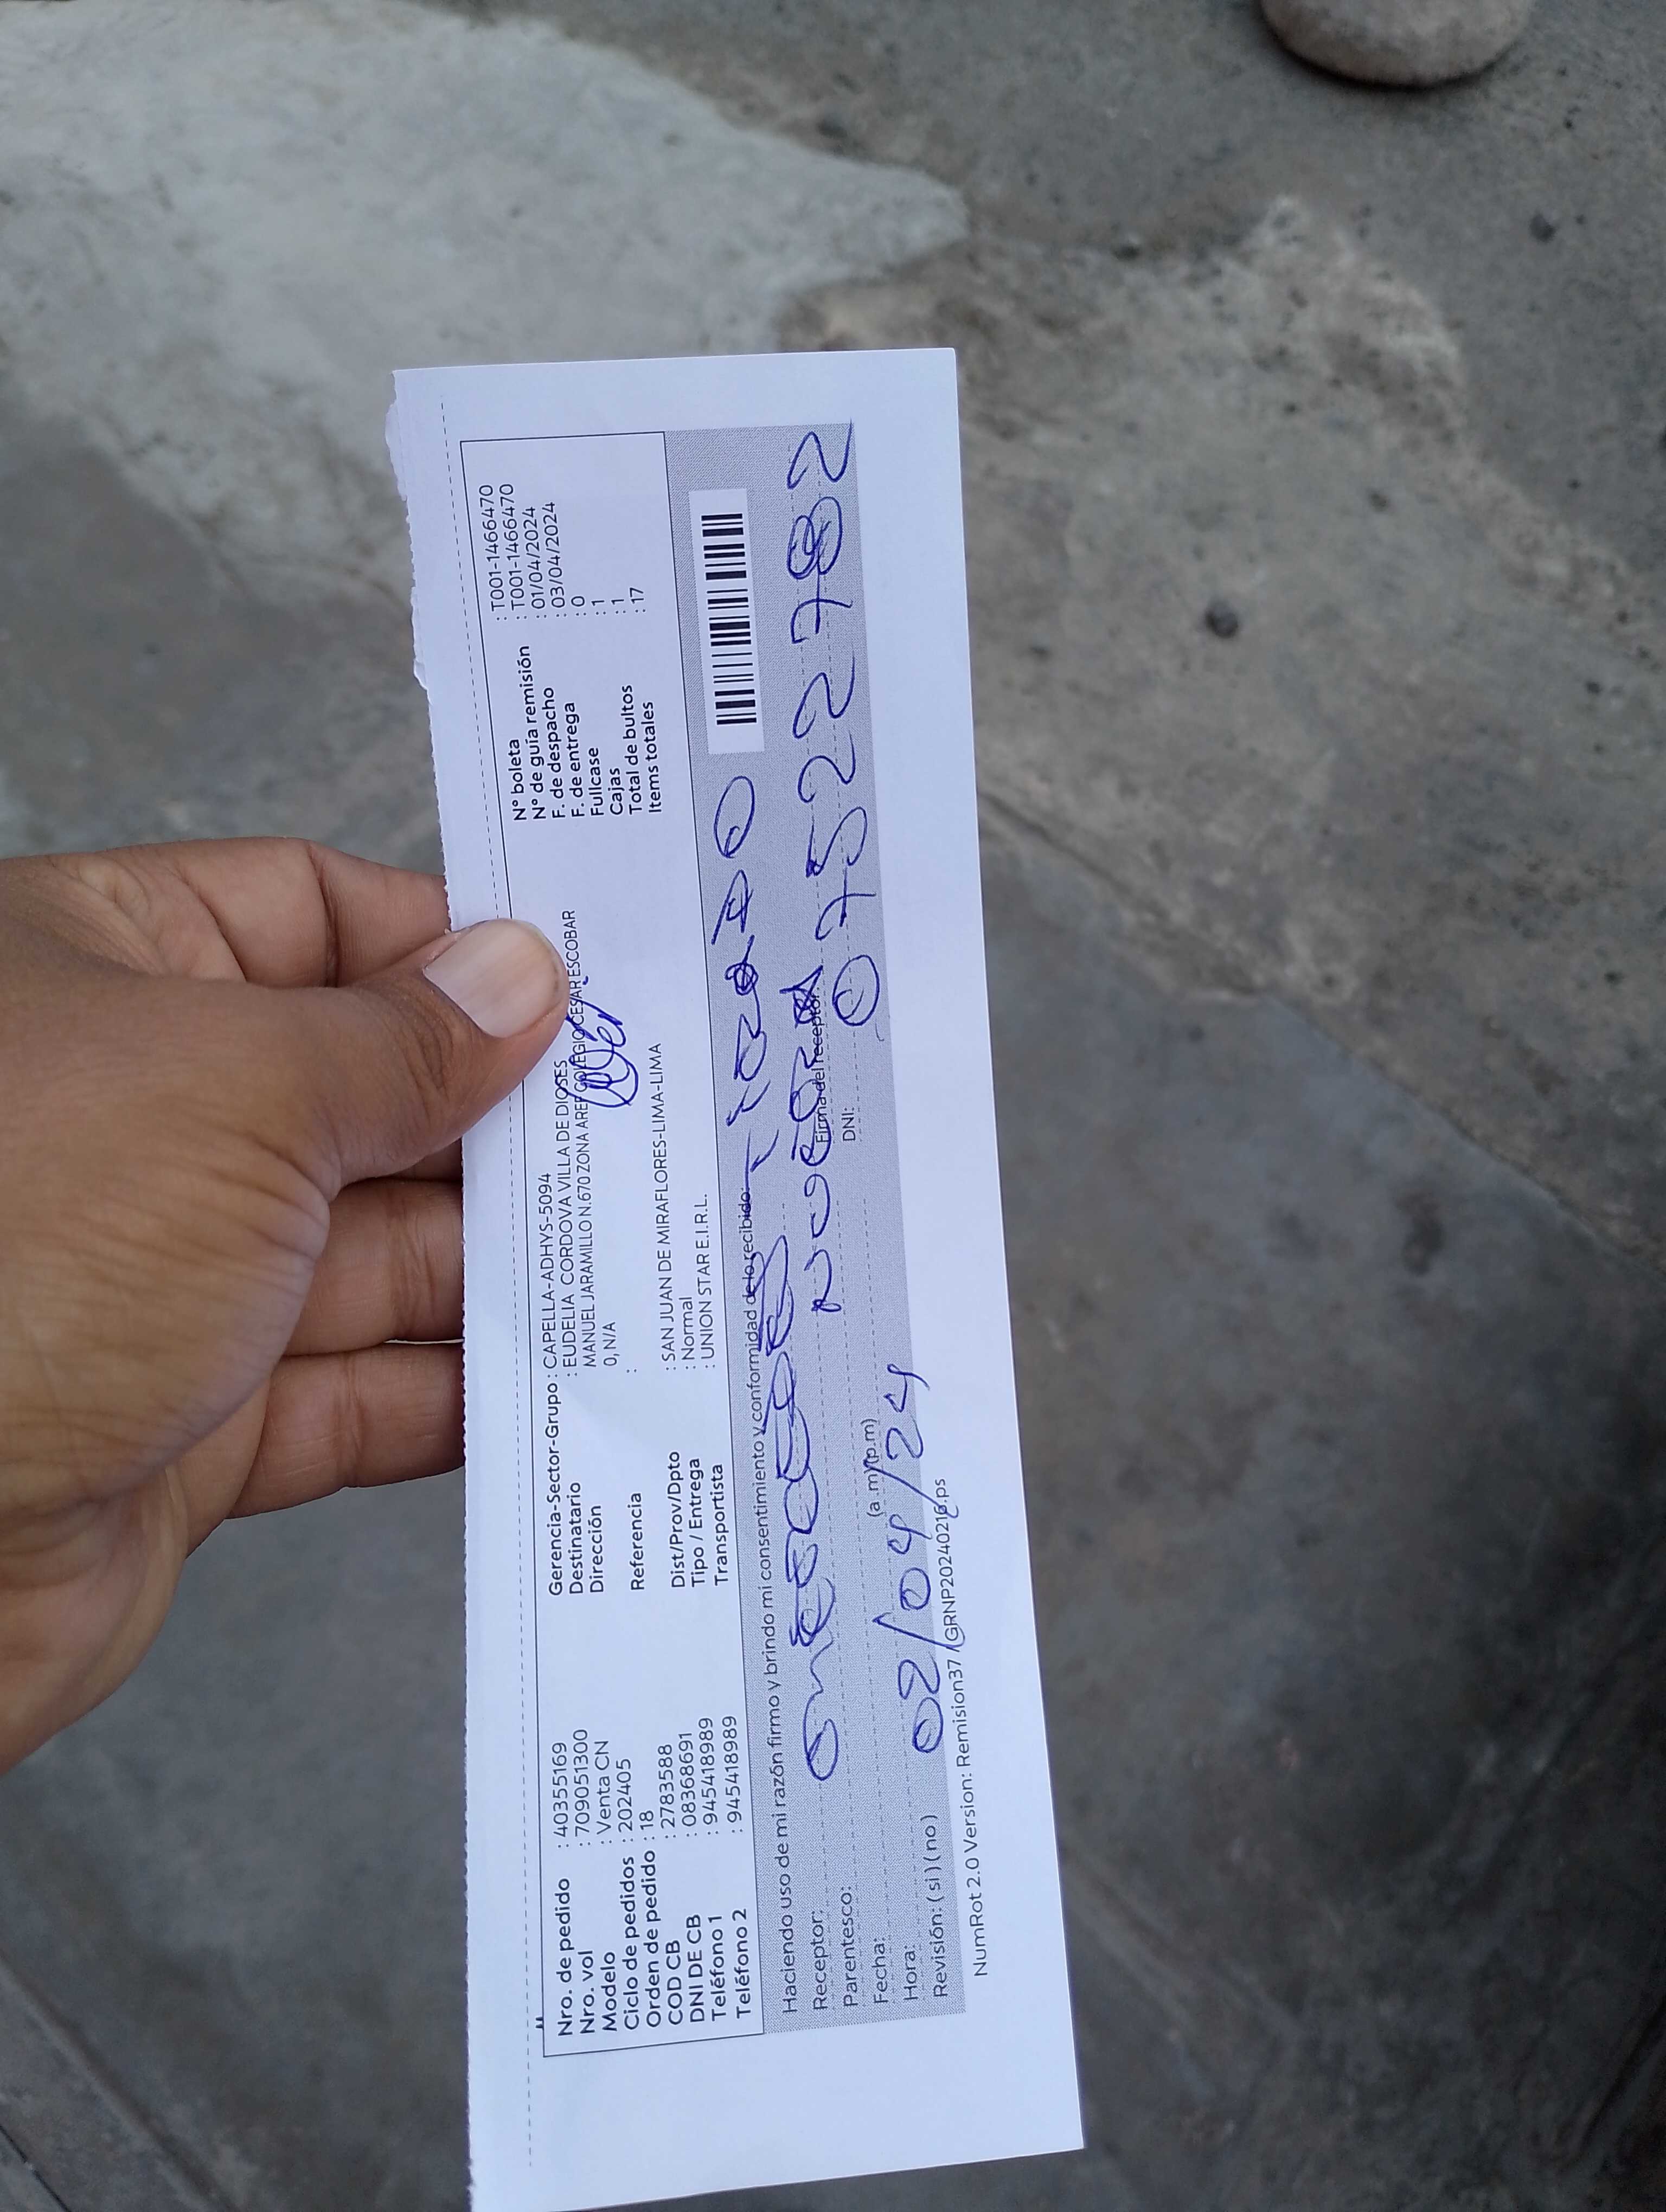 Nro. de pedido : 40355169
Nro. vol : 709051300
Modelo : Venta CN
Ciclo de pedidos : 202405
Orden de pedido : 18
COD CB : 2783588
DNI DE CB : 08368691
Teléfono 1 : 945418989
Teléfono 2 : 945418989
Gerencia-Sector-Grupo : CAPELLA-ADHYS-5094
Destinatario : EUDELIA CORDOVA VILLA DE DIOSES
Dirección MANUEL JARAMILLO N.670 ZONA A REF COLEGIO CESAR ESCOBAR
0, N/A
Referencia :
Dist/Prov/Dpto : SAN JUAN DE MIRAFLORES-LIMA-LIMA
Tipo / Entrega : Normal
Transportista : UNION STAR E.I.R.L.
N° boleta : T001-1466470
N° de guía remisión : T001-1466470
F. de despacho : 01/04/2024
F. de entrega : 03/04/2024
Fullcase : 0
Cajas : 1
Total de bultos : 1
Items totales : 17
Haciendo uso de mi razón firmo y brindo mi consentimiento y conformidad de lo recibido:
Receptor:
Parentesco:
Firma del receptor
Fecha: (a.m)(p.m)
DNI: 07522782
Hora: 02/04/24
Revisión: ( si ) ( no )
NumRot 2.0 Version: Remision37 /GRNP20240216.ps